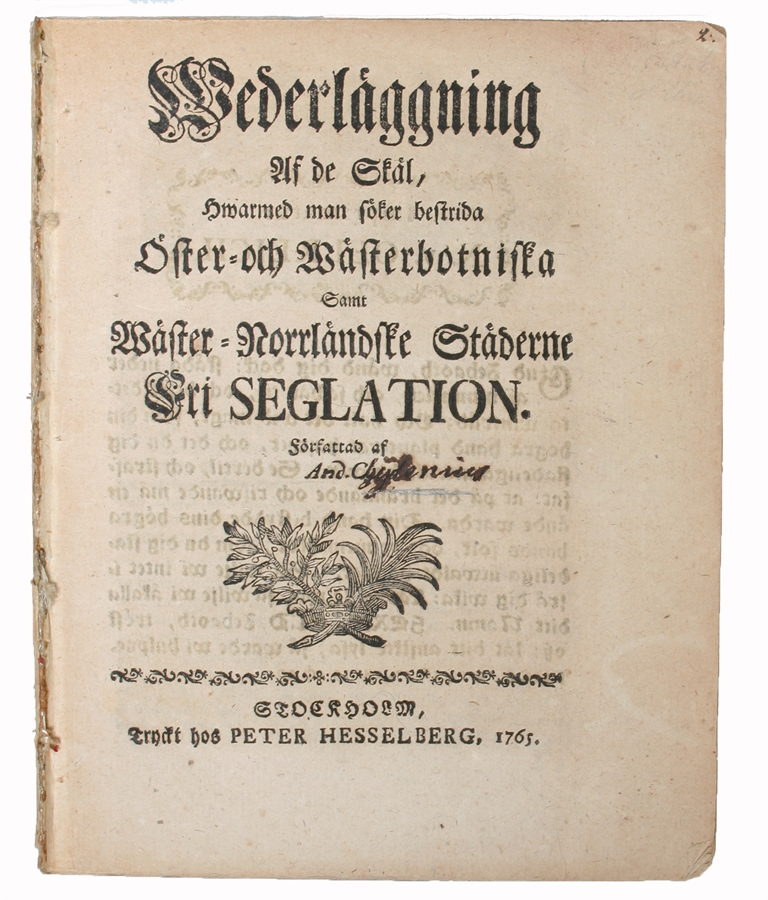 2.
Wederläggning
Af de Skäl,
Hwarmed man söker bestrida
Öster-och Wästerbotniska
Samt
Wäster-Norrländske Städerne
Fri SEGLATION.
Författad af
And. Chydenius
STOCKHOLM,
Tryckt hos PETER HESSELBERG, 1765.